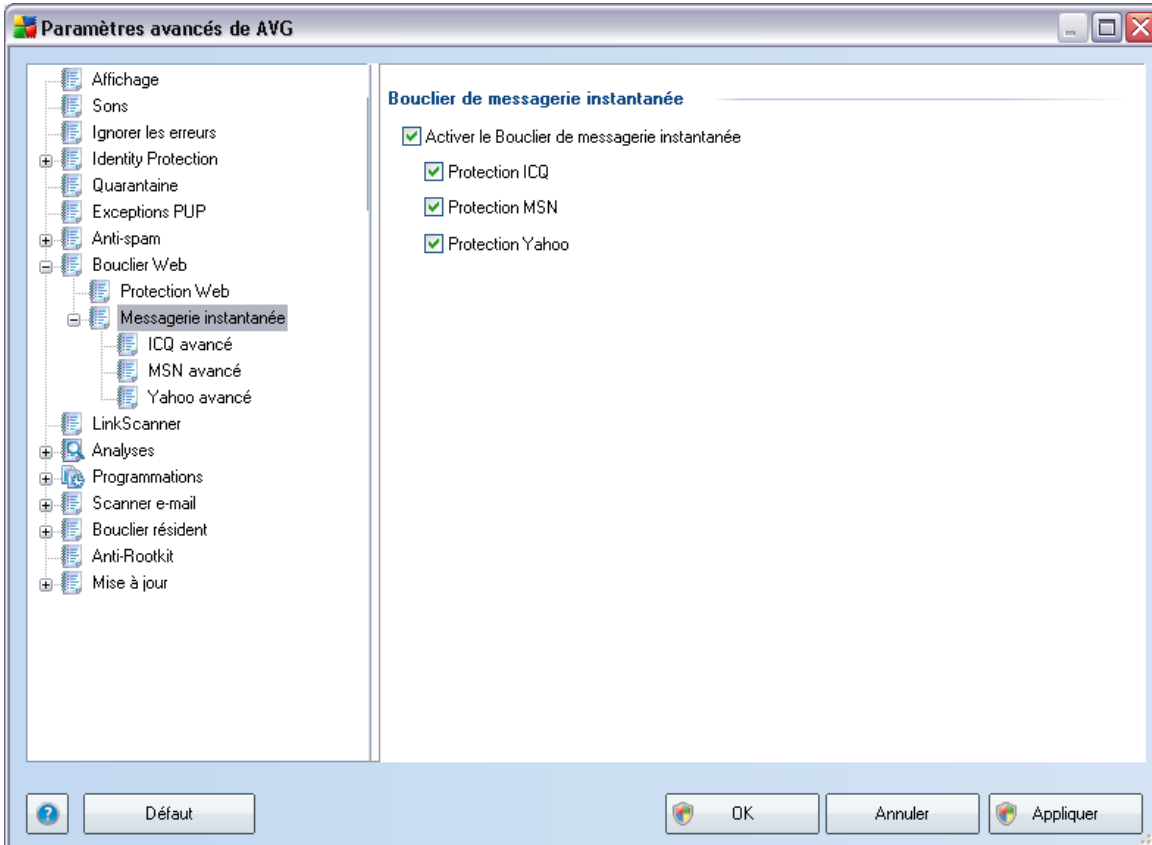 Paramètres avancés de AVG
Affichage
Sons
Ignorer les erreurs
Identity Protection
Quarantaine
Exceptions PUP
Anti-spam
Bouclier Web
Protection Web
Messagerie instantanée
ICQ avancé
MSN avancé
Yahoo avancé
LinkScanner
Analyses
Programmations
Scanner e-mail
Bouclier résident
Anti-Rootkit
Mise à jour
Bouclier de messagerie instantanée
Activer le Bouclier de messagerie instantanée
Protection ICQ
Protection MSN
Protection Yahoo
Défaut
OK
Annuler
Appliquer